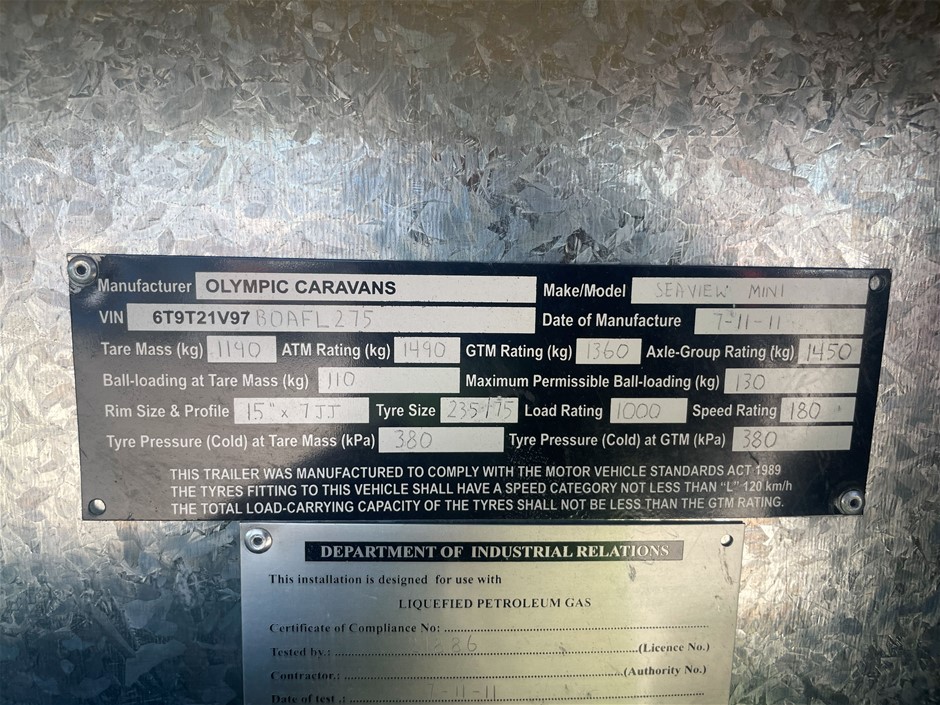 Manufacturer OLYMPIC CARAVANS Make/Model SEAVIEW MINI
VIN 6T9T21V97 B0AFL275 Date of Manufacture 7-11-11
Tare Mass (kg) 1190 ATM Rating (kg) 1490 GTM Rating (kg) 1360 Axle-Group Rating (kg) 1450
Ball-loading at Tare Mass (kg) 110 Maximum Permissible Ball-loading (kg) 130
Rim Size & Profile 15" x 7JJ Tyre Size 235/75 Load Rating 1000 Speed Rating 180
Tyre Pressure (Cold) at Tare Mass (kPa) 380 Tyre Pressure (Cold) at GTM (kPa) 380
THIS TRAILER WAS MANUFACTURED TO COMPLY WITH THE MOTOR VEHICLE STANDARDS ACT 1989
THE TYRES FITTING TO THIS VEHICLE SHALL HAVE A SPEED CATEGORY NOT LESS THAN "L" 120 km/h
THE TOTAL LOAD-CARRYING CAPACITY OF THE TYRES SHALL NOT BE LESS THAN THE GTM RATING.
DEPARTMENT OF INDUSTRIAL RELATIONS
This installation is designed for use with
LIQUEFIED PETROLEUM GAS
Certificate of Compliance No:
Tested by.: (Licence No.)
Contractor.: (Authority No.)
Date of test .: 7-11-11